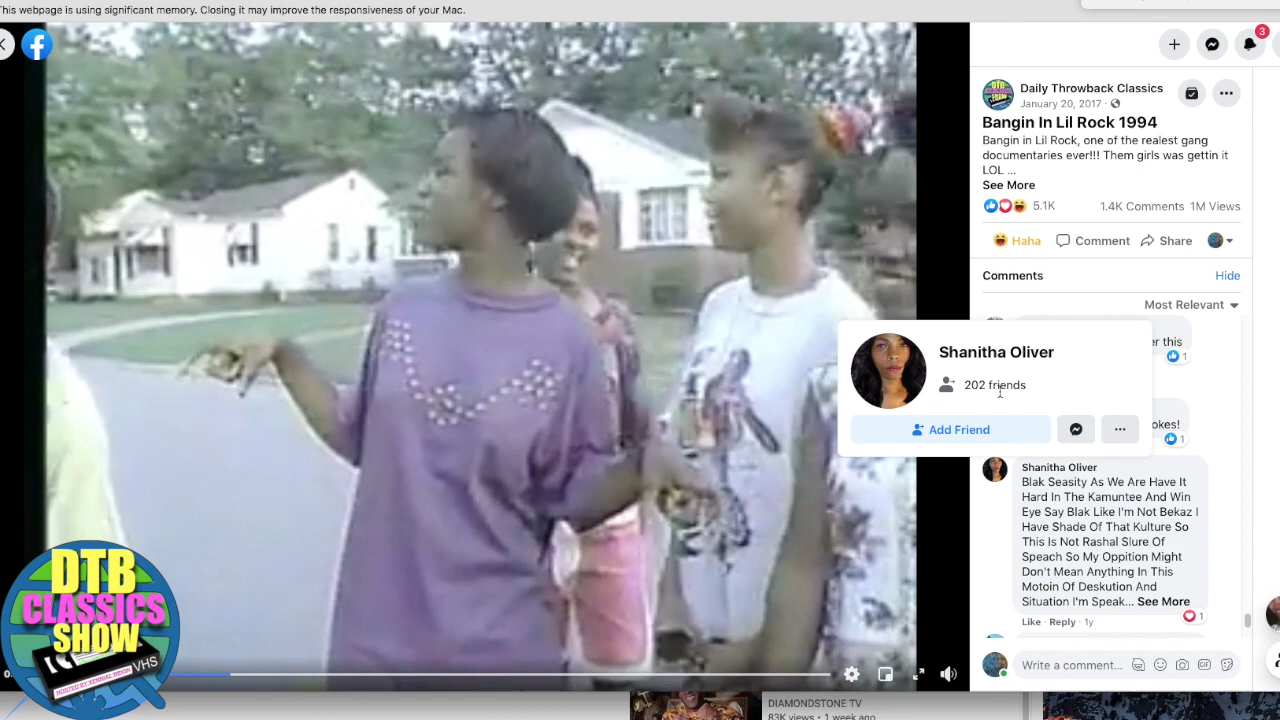 This webpage is using significant memory. Closing it may improve the responsiveness of your Mac.
3
Daily Throwback Classics
January 20, 2017
Bangin In Lil Rock 1994
Bangin in Lil Rock, one of the realest gang
documentaries ever!!! Them girls was gettin it
LOL ...
See More
5.1K 1.4K Comments 1M Views
Haha Comment Share
Comments Hide
Most Relevant
er this
1
Shanitha Oliver
202 friends
Add Friend
okes!
1
Shanitha Oliver
Blak Seasity As We Are Have It
Hard In The Kamuntee And Win
Eye Say Blak Like I'm Not Bekaz I
Have Shade Of That Kulture So
This Is Not Rashal Slure Of
Speach So My Oppition Might
Don't Mean Anything In This
Motoin Of Deskution And
Situation I'm Speak... See More
1
Like · Reply · 1y
Write a comment...
GIF
DTB
CLASSICS
SHOW
VHS
DIAMONDSTONE TV
83K views • 1 week ago